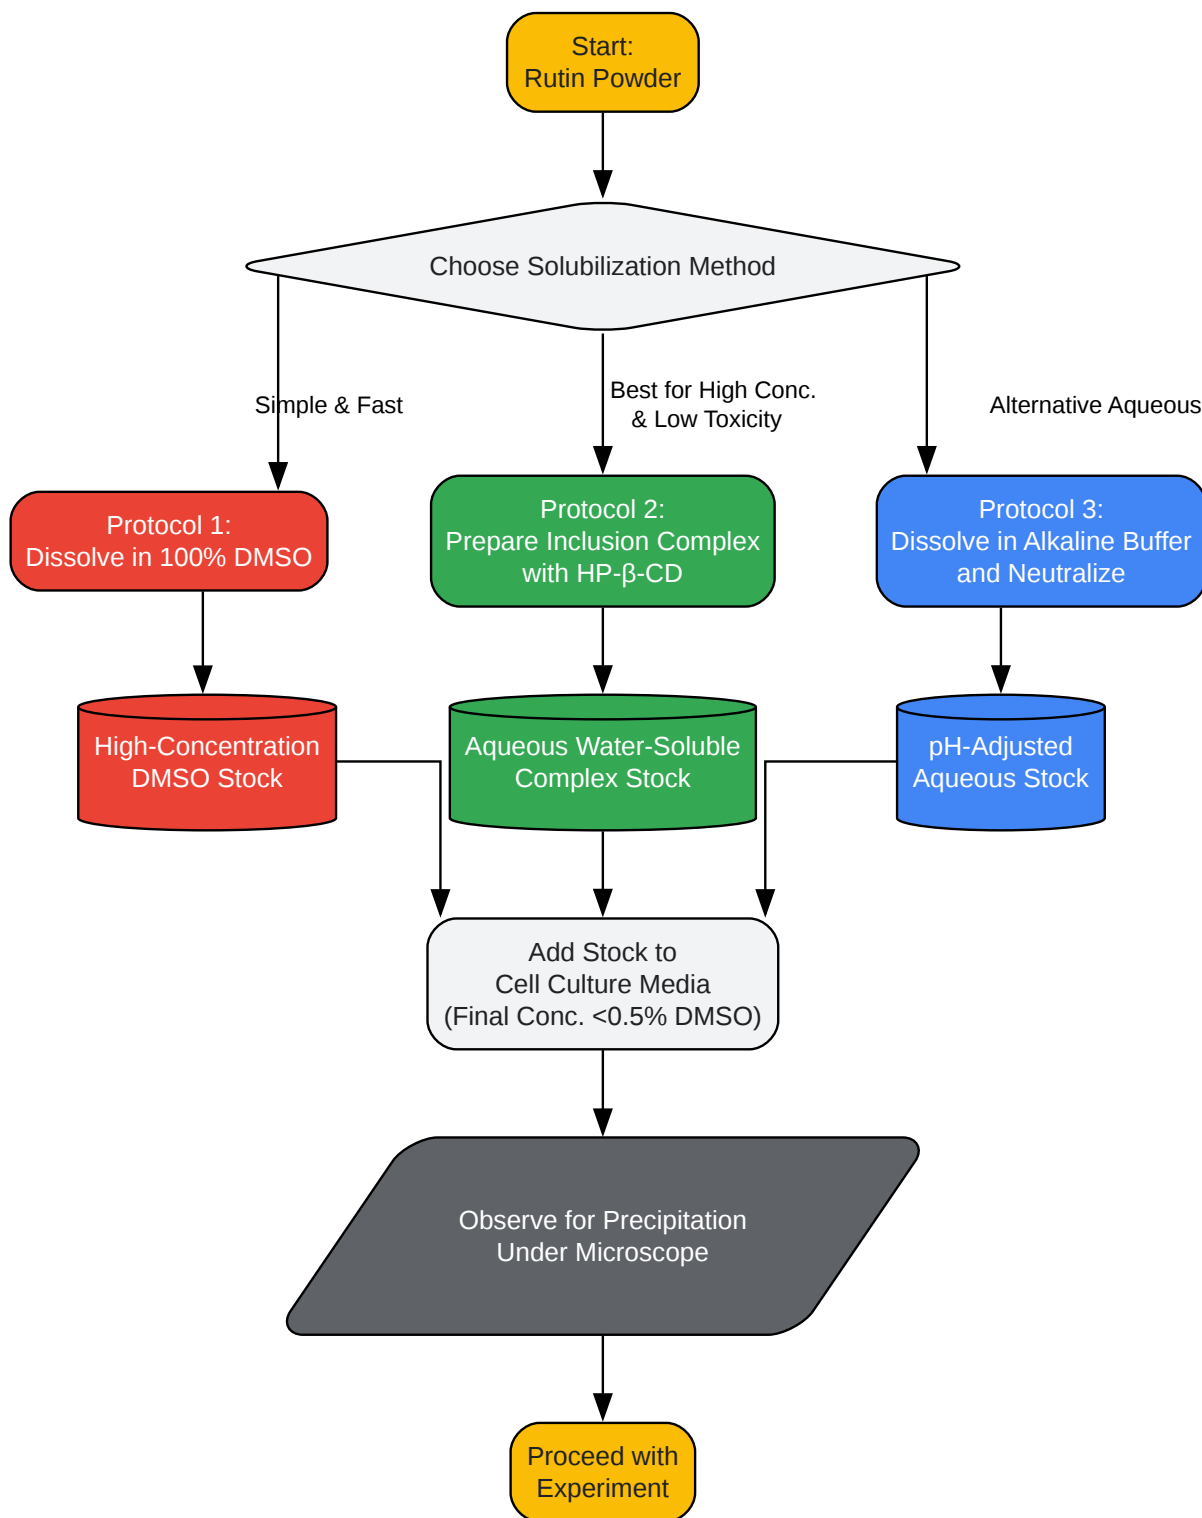 Start:
Rutin Powder
Choose Solubilization Method
Simple & Fast
Best for High Conc.
& Low Toxicity
Alternative Aqueous
Protocol 1:
Dissolve in 100% DMSO
Protocol 2:
Prepare Inclusion Complex
with HP-β-CD
Protocol 3:
Dissolve in Alkaline Buffer
and Neutralize
High-Concentration
DMSO Stock
Aqueous Water-Soluble
Complex Stock
pH-Adjusted
Aqueous Stock
Add Stock to
Cell Culture Media
(Final Conc. <0.5% DMSO)
Observe for Precipitation
Under Microscope
Proceed with
Experiment